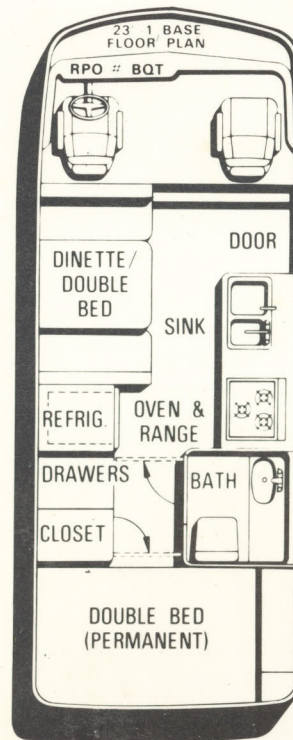 23' 1 BASE
FLOOR PLAN
RPO # BQT
DOOR
DINETTE/
DOUBLE
BED
SINK
REFRIG.
OVEN &
RANGE
DRAWERS
BATH
CLOSET
DOUBLE BED
(PERMANENT)